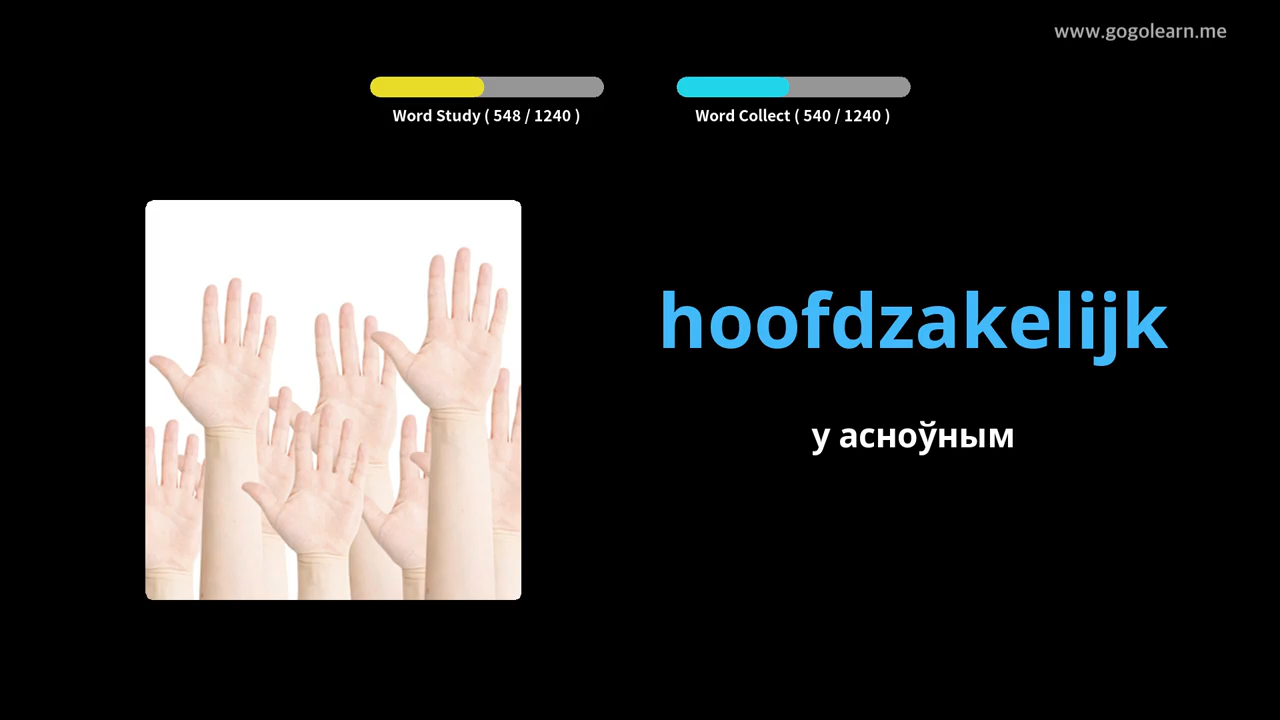 www.gogolearn.me
Word Study ( 548 / 1240 )
Word Collect ( 540 / 1240 )
hoofdzakelijk
у асноўным